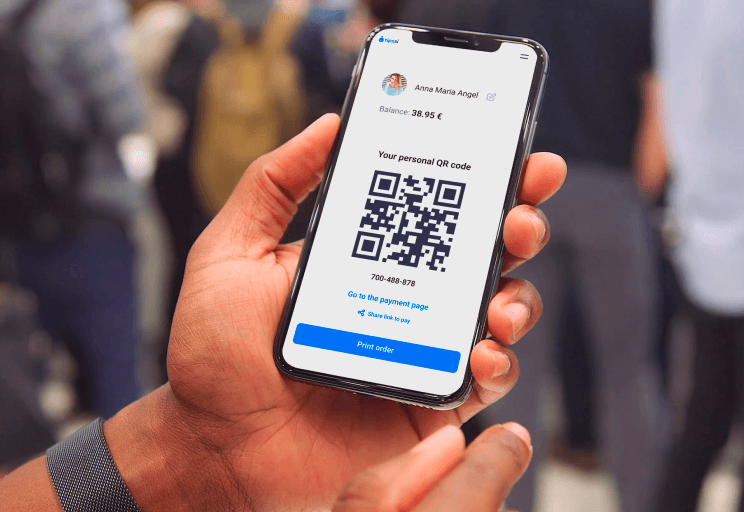 Anna Maria Angel
Balance: 38.95 €
Your personal QR code
700-488-878
Go to the payment page
Share link to pay
Print order